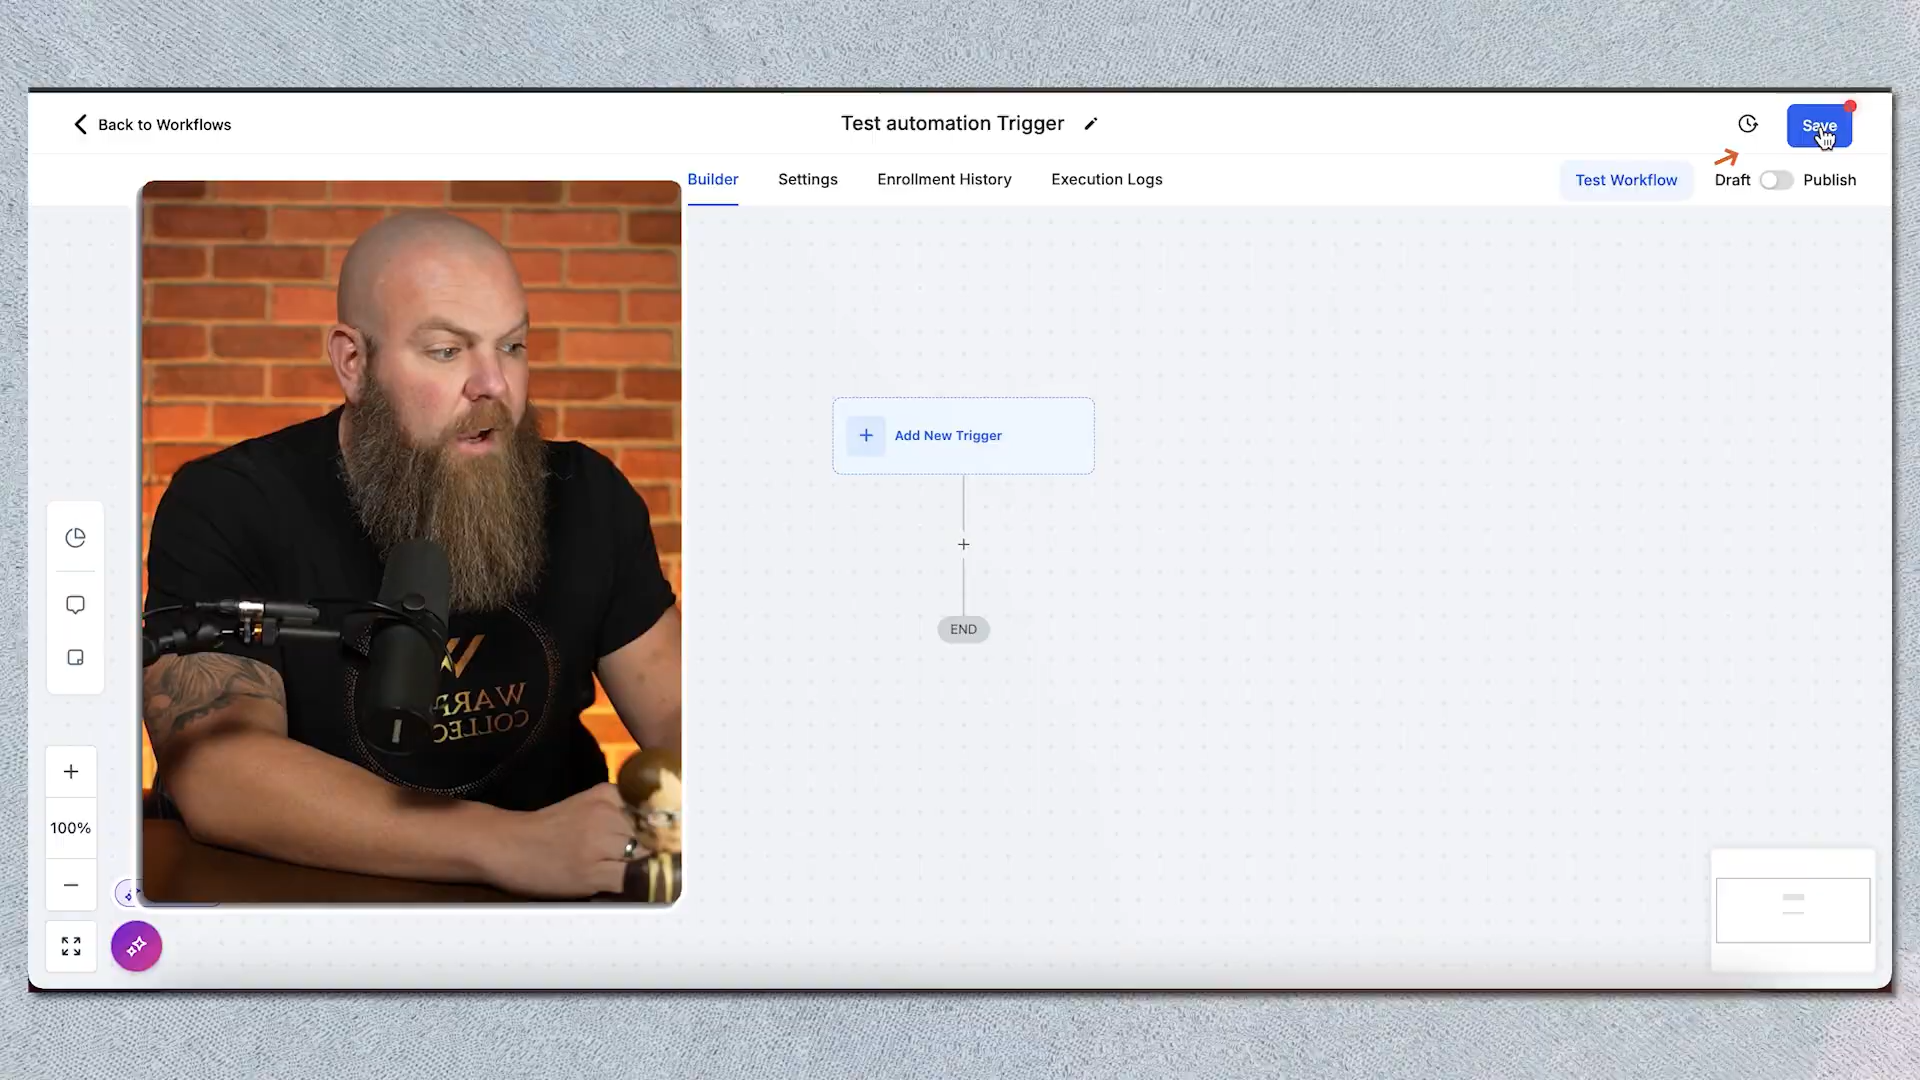 Back to Workflows
Test automation Trigger
Save
Builder
Settings
Enrollment History
Execution Logs
Test Workflow
Draft
Publish
Add New Trigger
END
100%